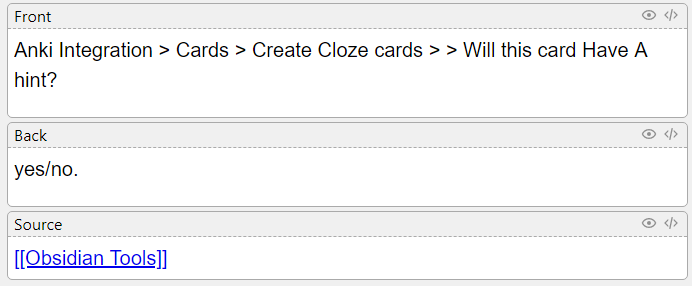 Front
Anki Integration > Cards > Create Cloze cards > > Will this card Have A
hint?
Back
yes/no.
Source
[[Obsidian Tools]]